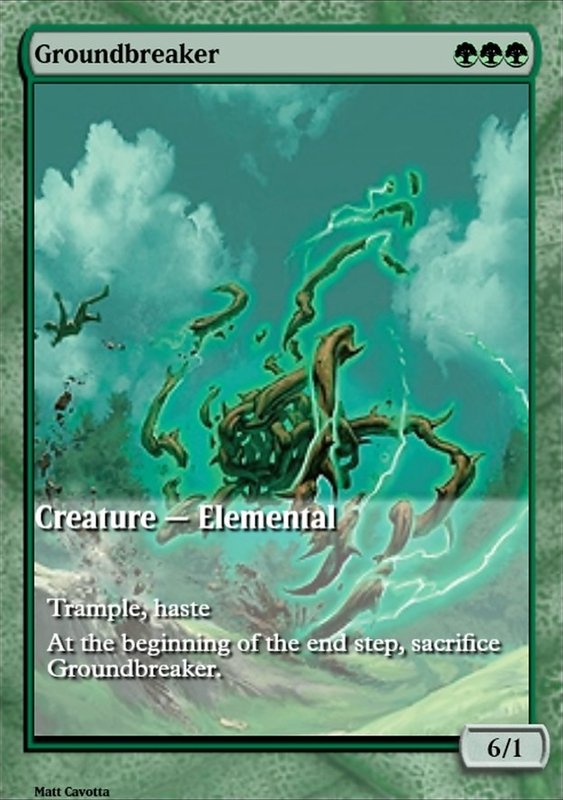 Groundbreaker
Creature — Elemental
Trample, haste
At the beginning of the end step, sacrifice
Groundbreaker.
6/1
Matt Cavotta